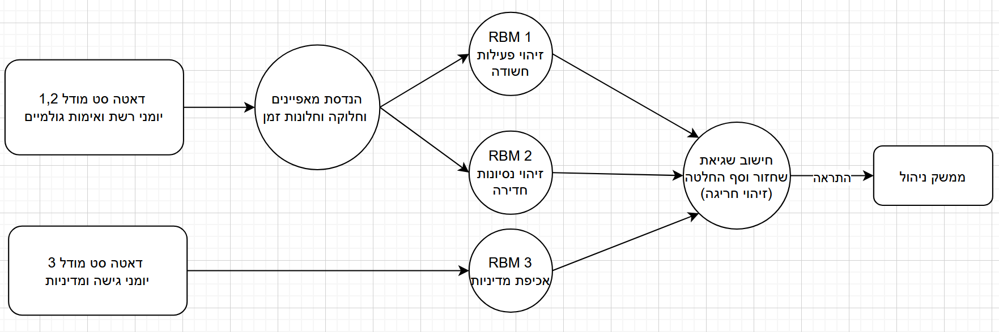 דאטה סט מודל 1,2
יומני רשת ואימות גולמיים
הנדסת מאפיינים
וחלוקה וחלונות זמן
RBM 1
זיהוי פעילות
חשודה
RBM 2
זיהוי נסיונות
חדירה
דאטה סט מודל 3
יומני גישה ומדיניות
RBM 3
אכיפת מדיניות
חישוב שגיאת
שחזור וסף החלטה
(זיהוי חריגה)
התראה
ממשק ניהול